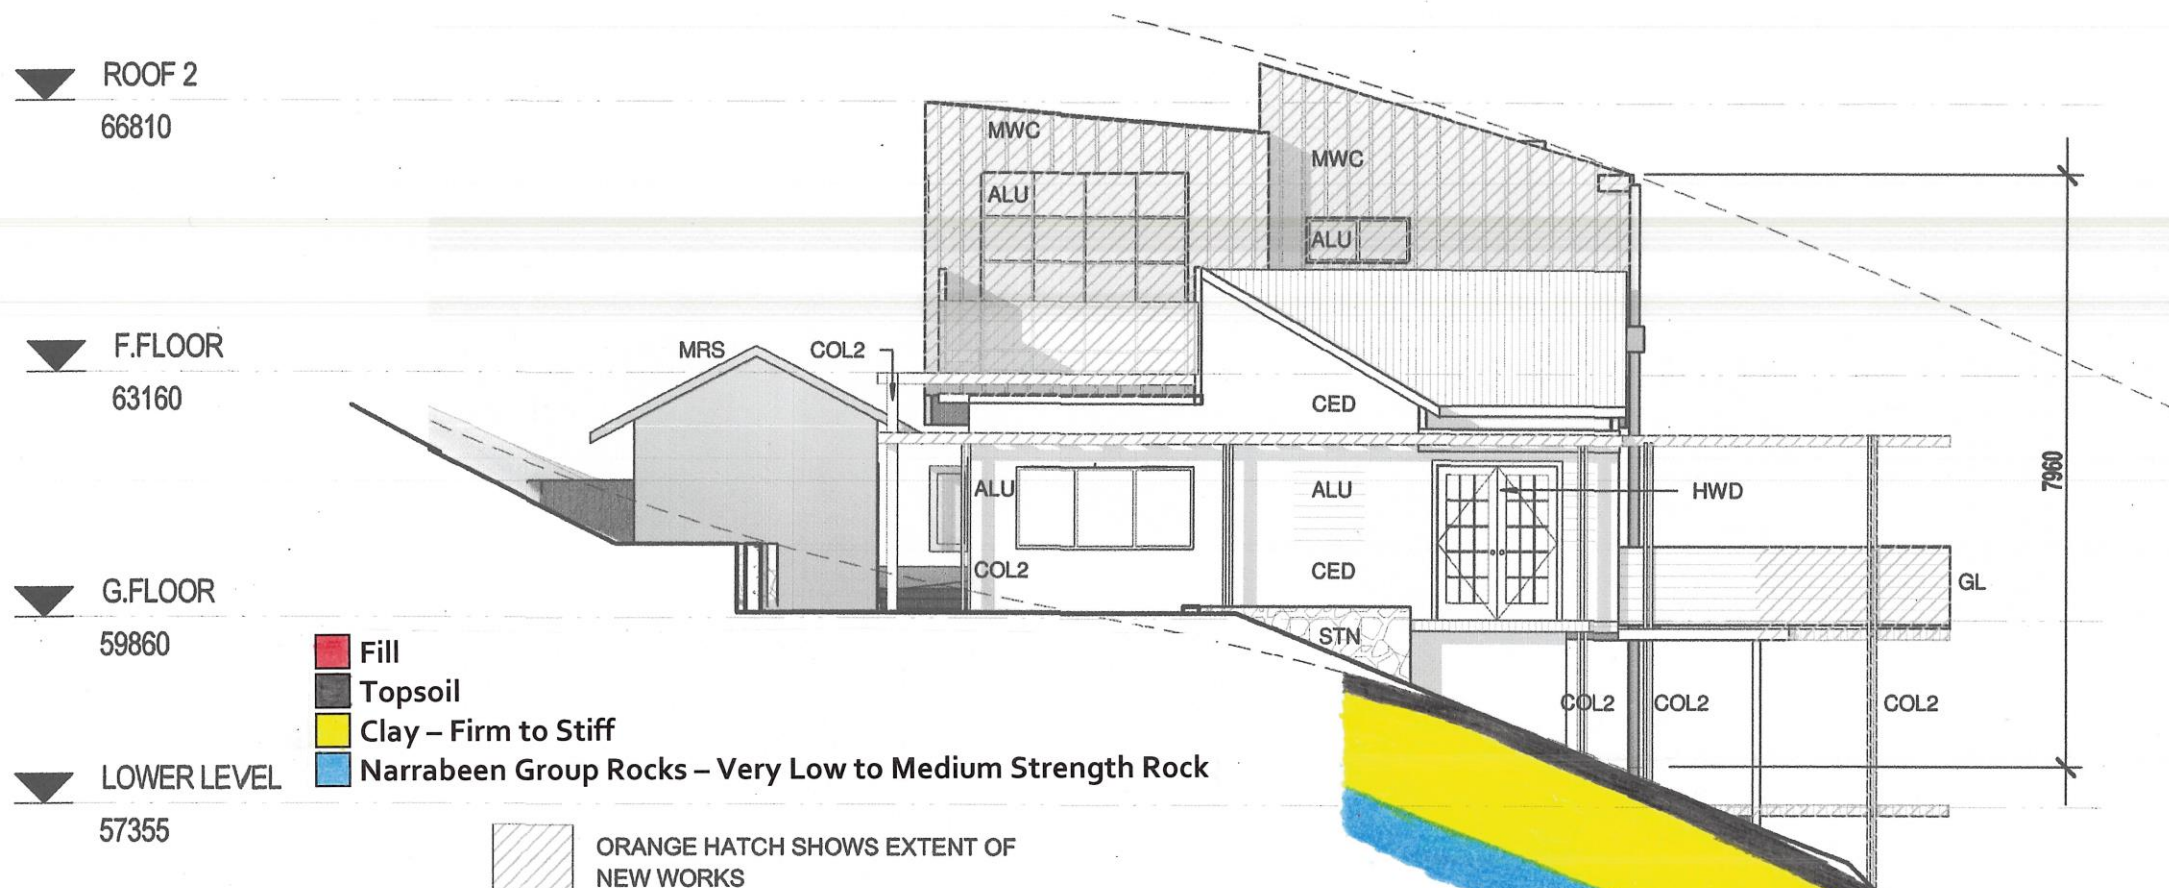 ROOF 2
66810
MWC
MWC
ALU
ALU
F.FLOOR
63160
MRS
COL2
CED
ALU
ALU
HWD
7960
COL2
CED
GL
G.FLOOR
59860
STN
Fill
Topsoil
Clay – Firm to Stiff
Narrabeen Group Rocks – Very Low to Medium Strength Rock
COL2
COL2
COL2
LOWER LEVEL
57355
ORANGE HATCH SHOWS EXTENT OF
NEW WORKS